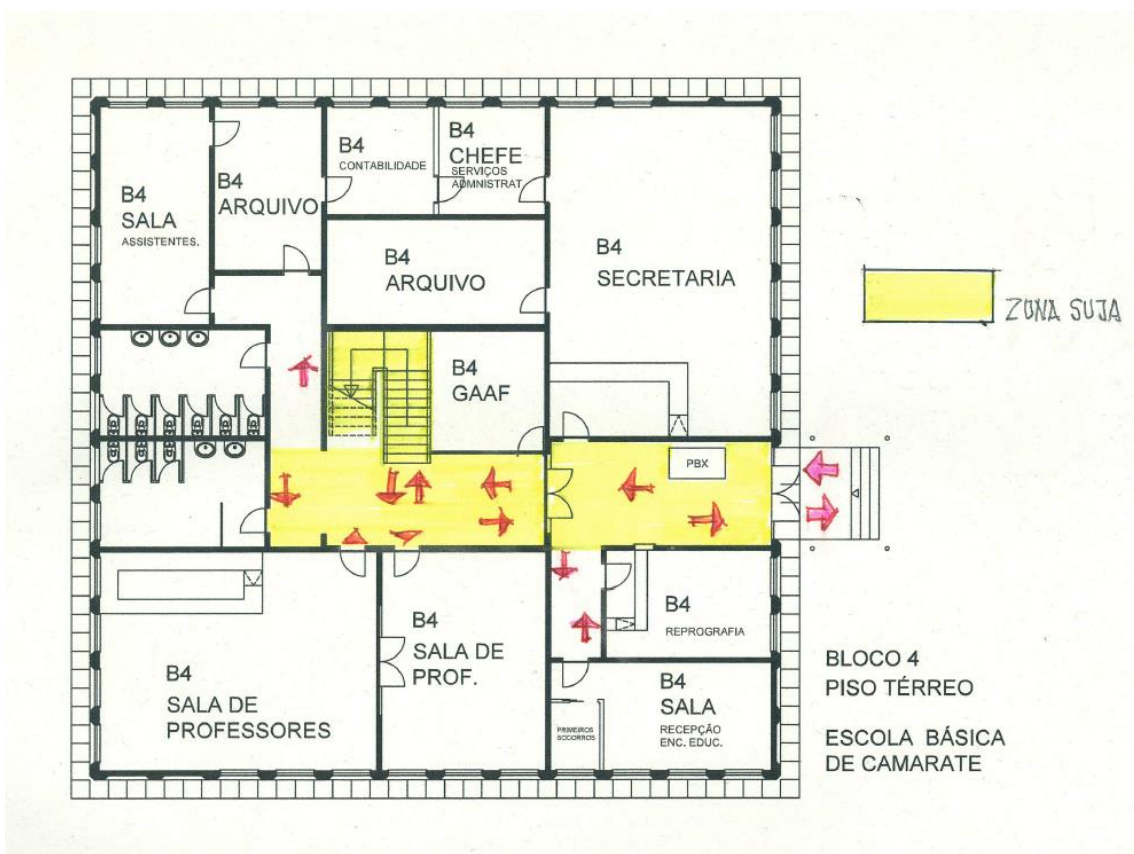 B4
SALA
ASSISTENTES.
B4
ARQUIVO
B4
CONTABILIDADE
B4
CHEFE
SERVIÇOS
ADMNISTRAT
B4
ARQUIVO
B4
SECRETARIA
ZONA SUJA
B4
GAAF
PBX
B4
SALA DE
PROFESSORES
B4
SALA DE
PROF.
B4
REPROGRAFIA
B4
SALA
RECEPÇÃO
ENC. EDUC.
PRIMEIROS
SOCORROS
BLOCO 4
PISO TÉRREO
ESCOLA BÁSICA
DE CAMARATE